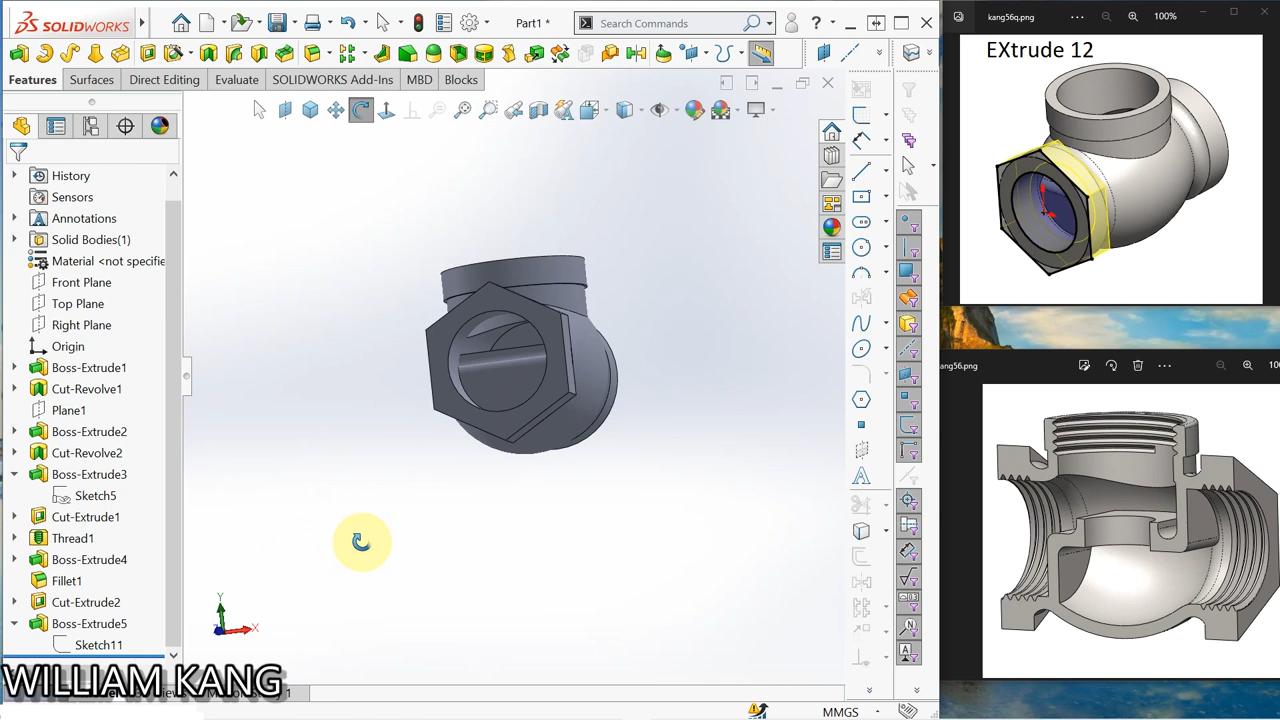 SOLIDWORKS
Part1 *
Search Commands
Features
Surfaces
Direct Editing
Evaluate
SOLIDWORKS Add-Ins
MBD
Blocks
History
Sensors
Annotations
Solid Bodies(1)
Material <not specifie
Front Plane
Top Plane
Right Plane
Origin
Boss-Extrude1
Cut-Revolve1
Plane1
Boss-Extrude2
Cut-Revolve2
Boss-Extrude3
Sketch5
Cut-Extrude1
Thread1
Boss-Extrude4
Fillet1
Cut-Extrude2
Boss-Extrude5
Sketch11
Y
X
Z
WILLIAM KANG
MMGS
kang56q.png
100%
EXtrude 12
ang56.png
100